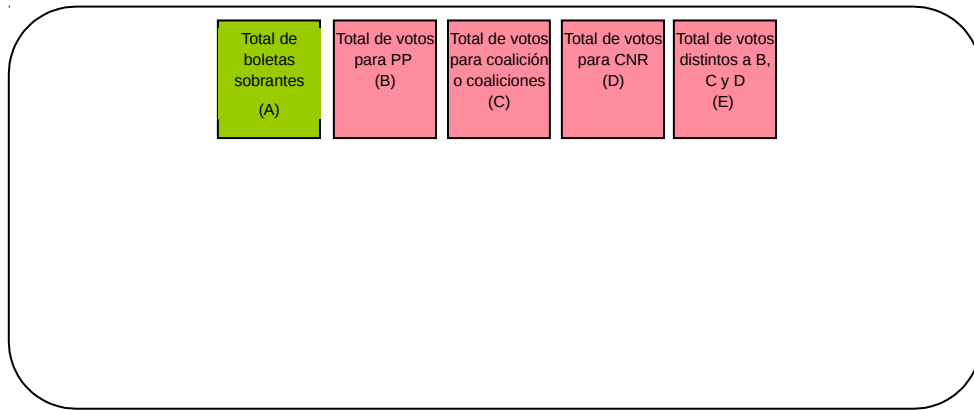 Total de
boletas
sobrantes
(A)
Total de votos
para PP
(B)
Total de votos
para coalición
o coaliciones
(C)
Total de votos
para CNR
(D)
Total de votos
distintos a B,
C y D
(E)